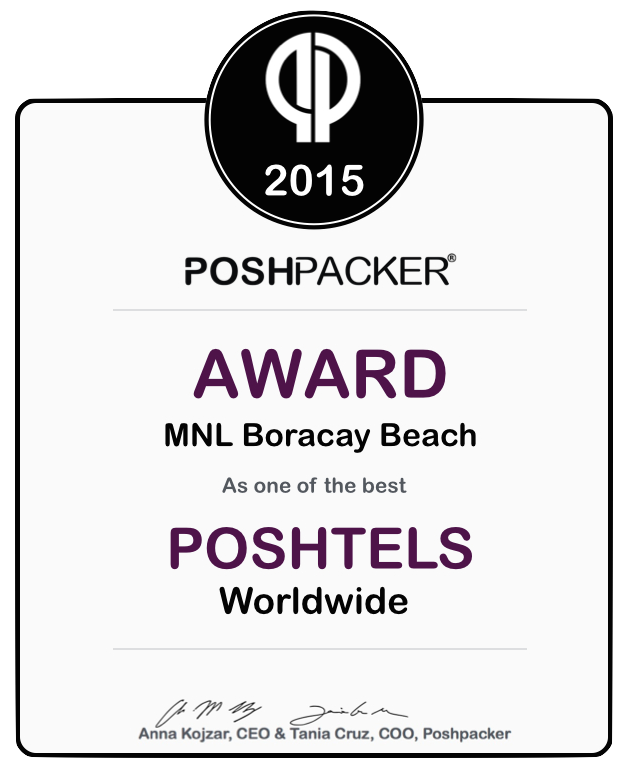 2015
POSHPACKER®
AWARD
MNL Boracay Beach
As one of the best
POSHTELS
Worldwide
Anna Kojzar, CEO & Tania Cruz, COO, Poshpacker